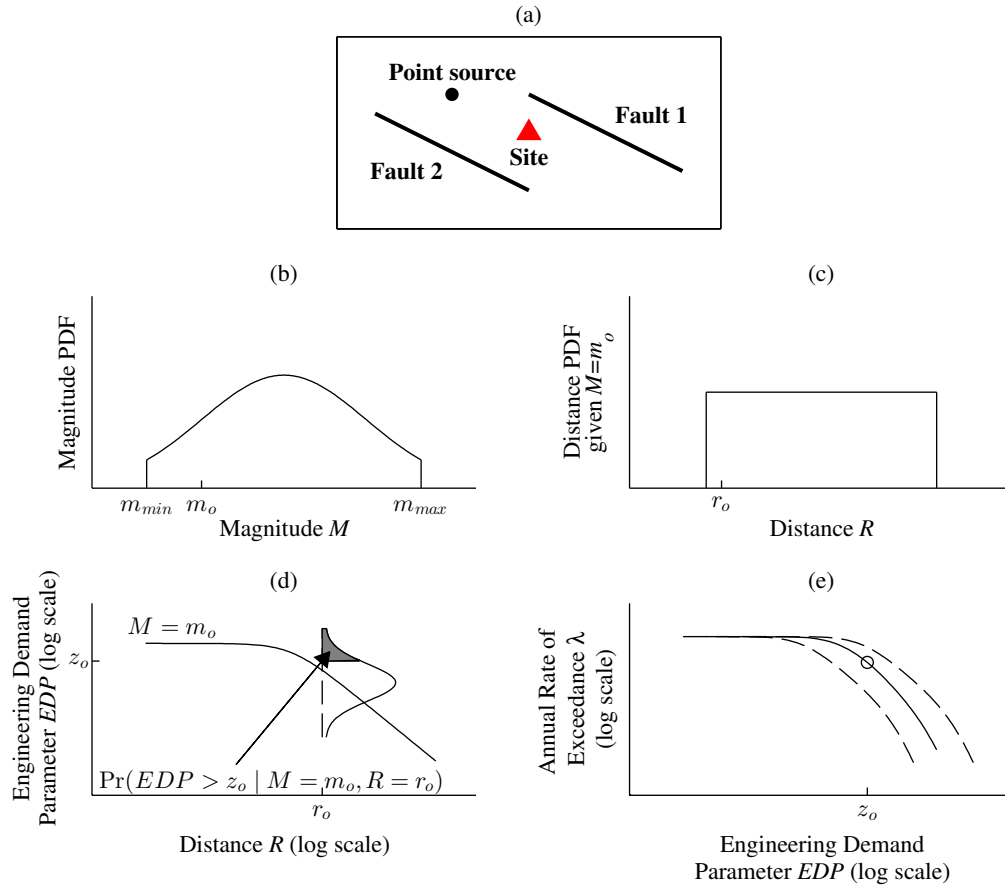 (a)
Point source
Fault 1
Site
Fault 2
(b)
Magnitude PDF
m_min
m_o
m_max
Magnitude M
(c)
Distance PDF
given M=m_o
r_o
Distance R
(d)
Engineering Demand
Parameter EDP (log scale)
M = m_o
z_o
Pr(EDP > z_o | M = m_o, R = r_o)
r_o
Distance R (log scale)
(e)
Annual Rate of
Exceedance λ
(log scale)
z_o
Engineering Demand
Parameter EDP (log scale)